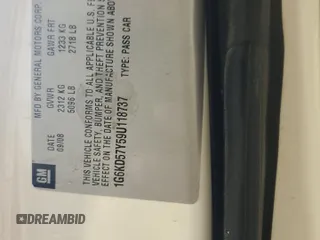 MFD BY GENERAL MOTORS CORP
DATE GVWR GAWR FRT
09/08 2312 KG 1233 KG
5096 LB 2718 LB
THIS VEHICLE CONFORMS TO ALL APPLICABLE U.S. FE
VEHICLE SAFETY, BUMPER, AND THEFT PREVENTION S
EFFECT ON THE DATE OF MANUFACTURE SHOWN ABOV
1G6KD57Y59U118737 TYPE: PASS CAR
GM
DREAMBID